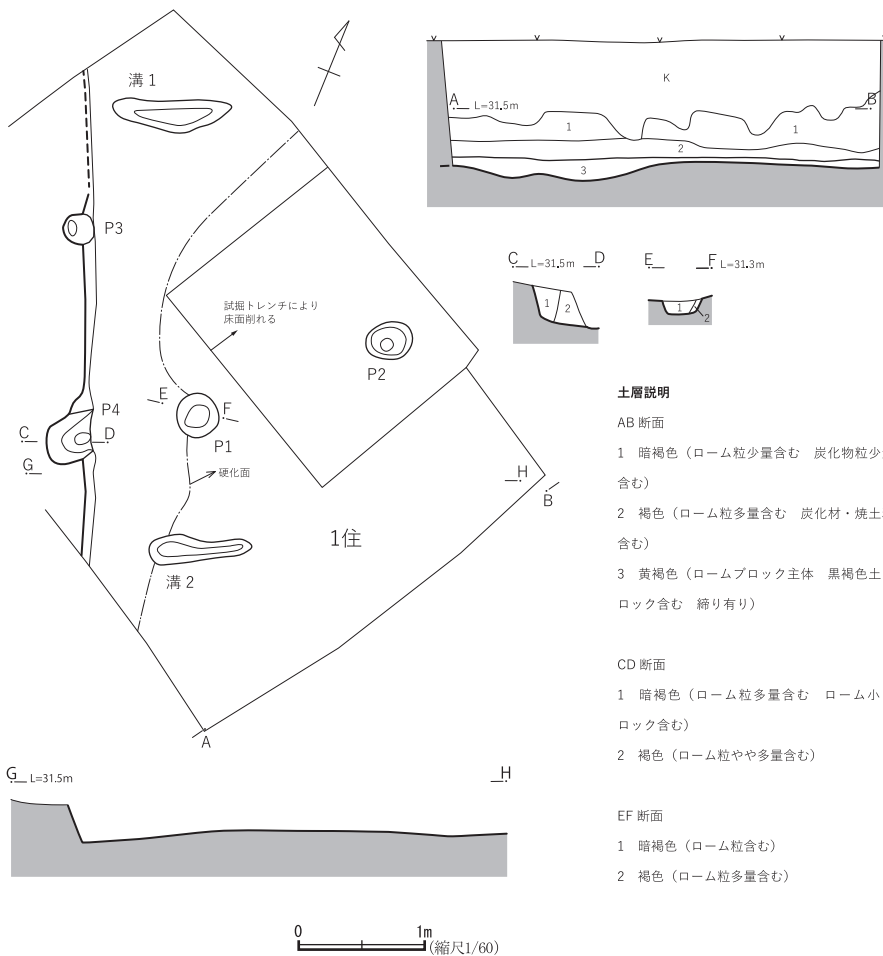 溝 1
P3
試掘トレンチにより
床面削れる
P2
E
F
P1
P4
C
D
G
硬化面
H
B
1住
溝 2
A
K
A
L=31.5m
B
1
1
2
3
C
L=31.5m
D
1
2
E
F
L=31.3m
1
2
土層説明
AB 断面
1 暗褐色（ローム粒少量含む 炭化物粒少
含む）
2 褐色（ローム粒多量含む 炭化材・焼土
含む）
3 黄褐色（ロームブロック主体 黒褐色土
ロック含む 締り有り）
CD 断面
1 暗褐色（ローム粒多量含む ローム小
ロック含む）
2 褐色（ローム粒やや多量含む）
EF 断面
1 暗褐色（ローム粒含む）
2 褐色（ローム粒多量含む）
G
L=31.5m
H
0
1m
(縮尺1/60)